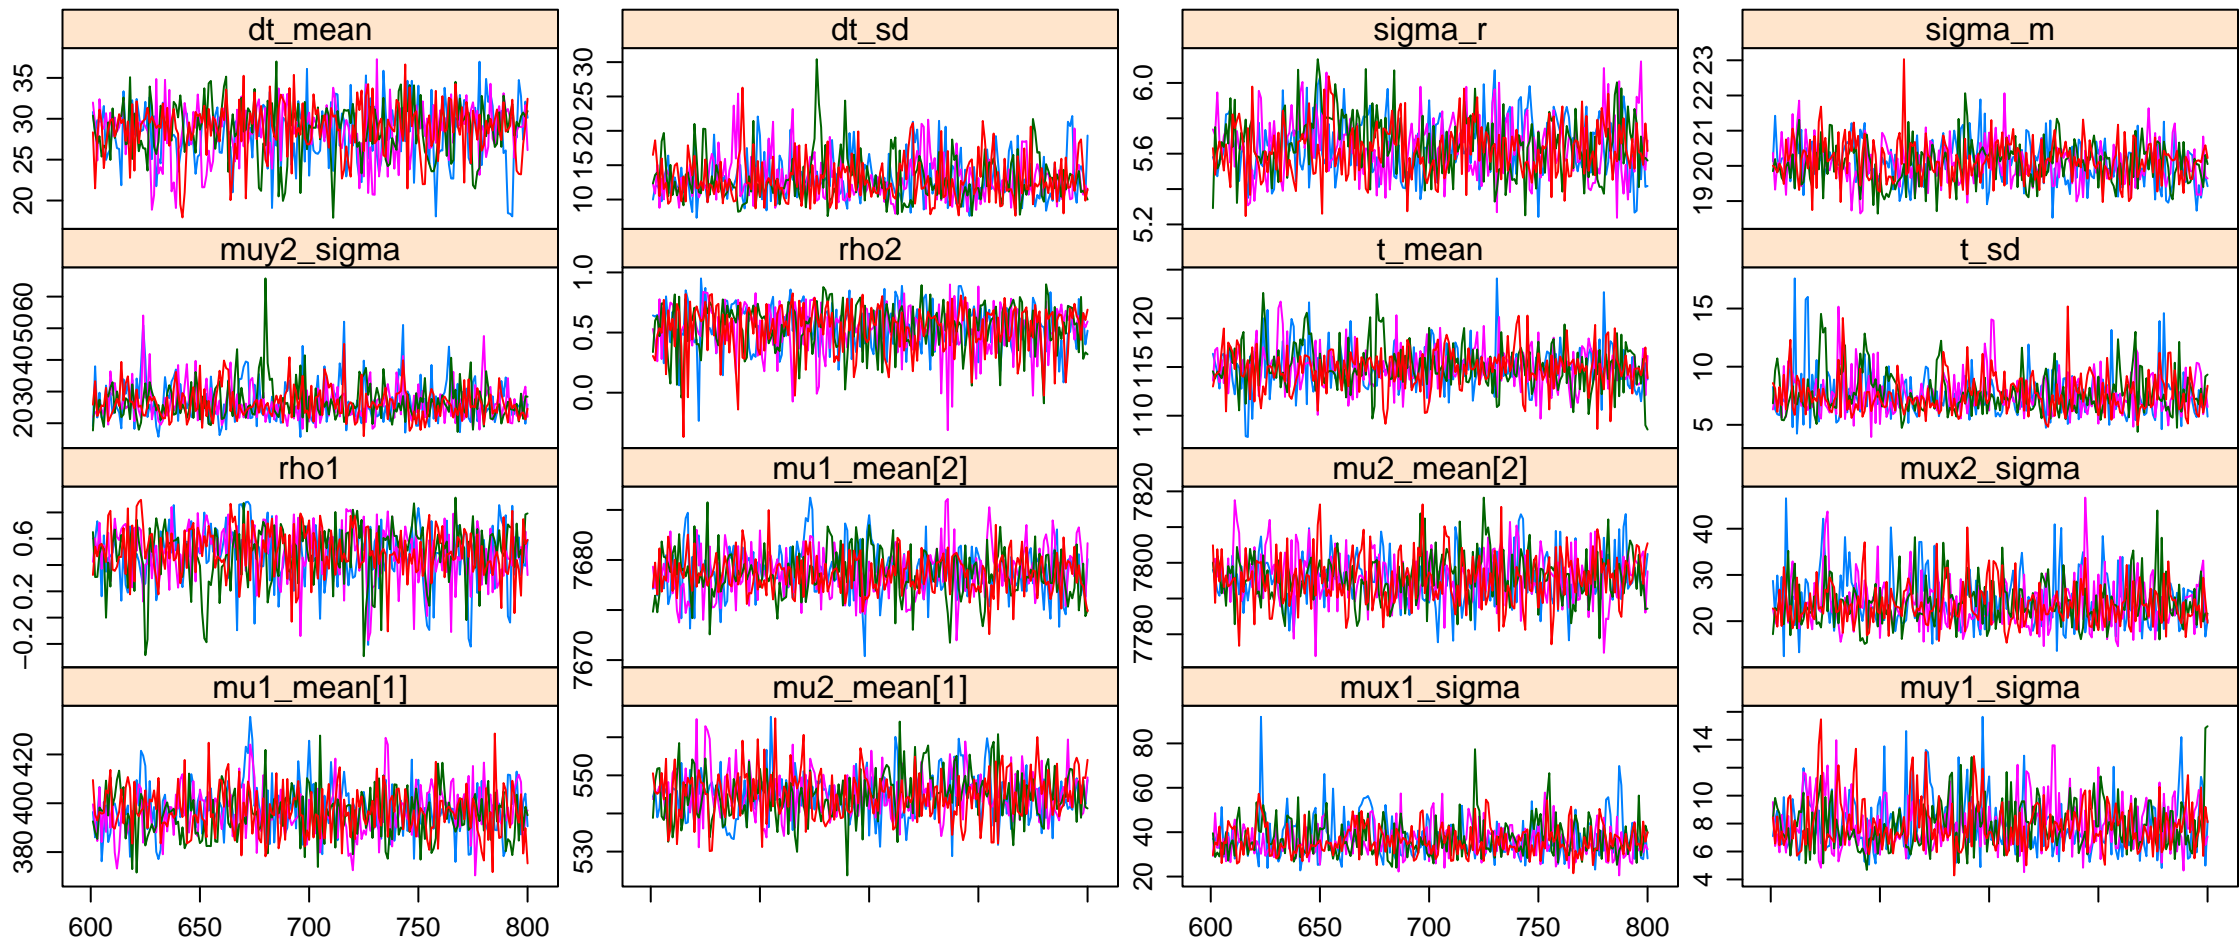 dt_mean dt_sd sigma_r sigma_m
20 25 30 35
10 15 20 25 30
5.2 5.6 6.0
19 20 21 22 23
muy2_sigma rho2 t_mean t_sd
20 30 40 50 60
0.0 0.5 1.0
110 115 120
5 10 15
rho1 mu1_mean[2] mu2_mean[2] mux2_sigma
−0.2 0.2 0.6
7670 7680
7780 7800 7820
20 30 40
mu1_mean[1] mu2_mean[1] mux1_sigma muy1_sigma
380 400 420
530 550
20 40 60 80
4 6 8 10 14
600 650 700 750 800 600 650 700 750 800